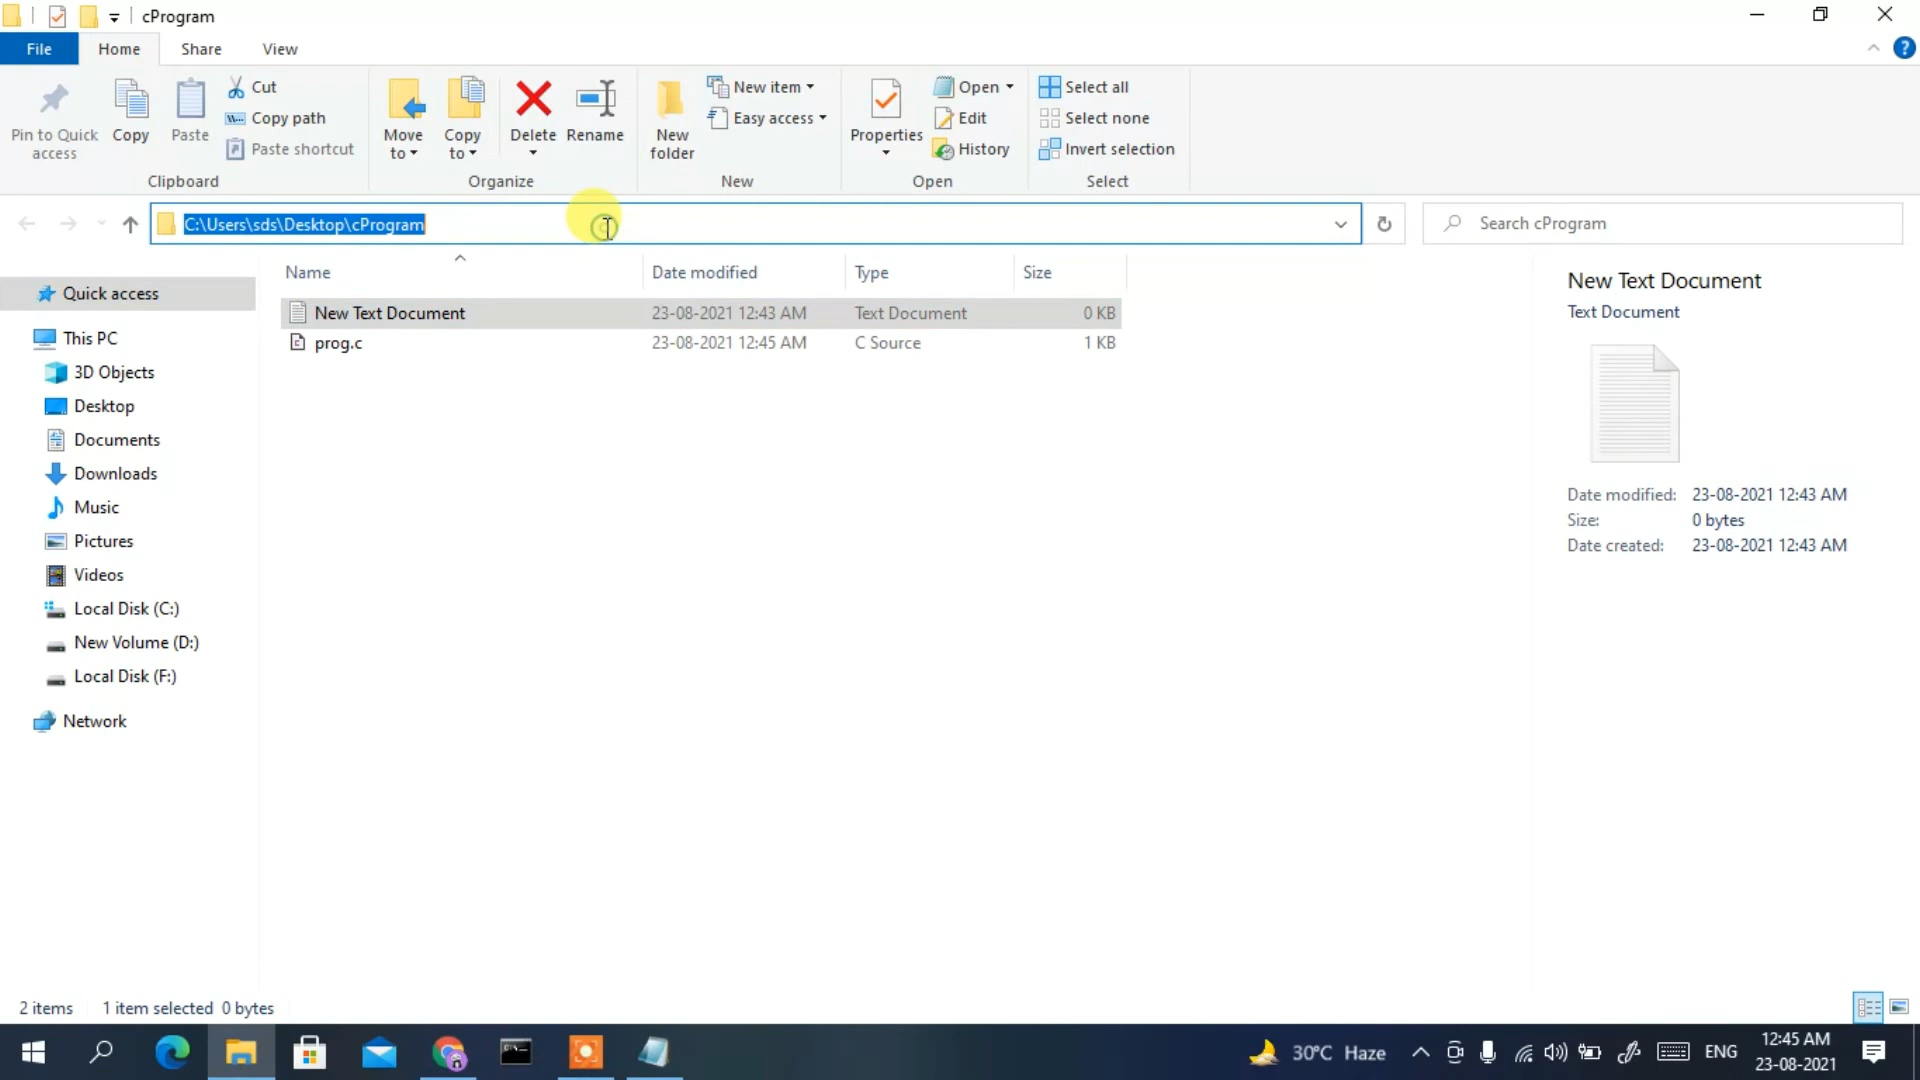 cProgram
File Home Share View
Pin to Quick access
Copy
Paste
Cut
Copy path
Paste shortcut
Clipboard
Move to
Copy to
Delete
Rename
Organize
New folder
New item
Easy access
New
Properties
Open
Edit
History
Open
Select all
Select none
Invert selection
Select
C:\Users\sds\Desktop\cProgram
Search cProgram
Name Date modified Type Size
New Text Document 23-08-2021 12:43 AM Text Document 0 KB
prog.c 23-08-2021 12:45 AM C Source 1 KB
Quick access
This PC
3D Objects
Desktop
Documents
Downloads
Music
Pictures
Videos
Local Disk (C:)
New Volume (D:)
Local Disk (F:)
Network
New Text Document
Text Document
Date modified: 23-08-2021 12:43 AM
Size: 0 bytes
Date created: 23-08-2021 12:43 AM
2 items 1 item selected 0 bytes
30°C Haze
ENG
12:45 AM
23-08-2021